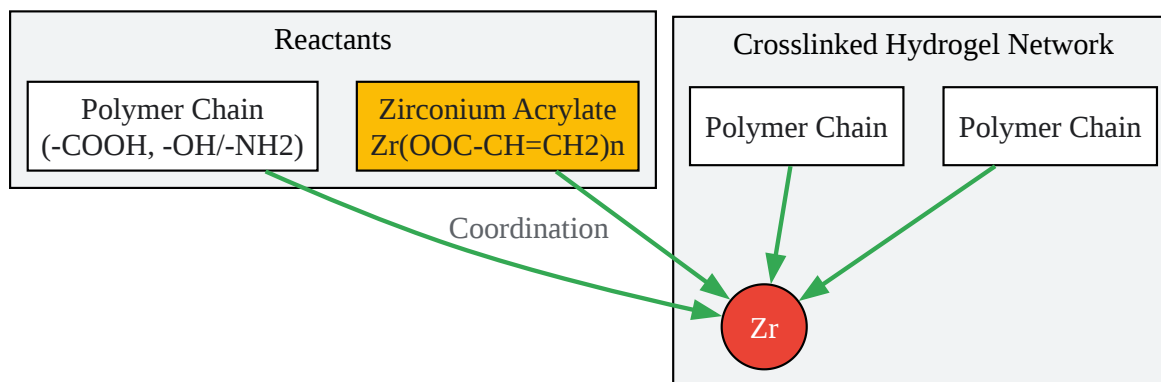 Reactants
Polymer Chain
(-COOH, -OH/-NH2)
Zirconium Acrylate
Zr(OOC-CH=CH2)n
Coordination
Crosslinked Hydrogel Network
Polymer Chain
Polymer Chain
Zr